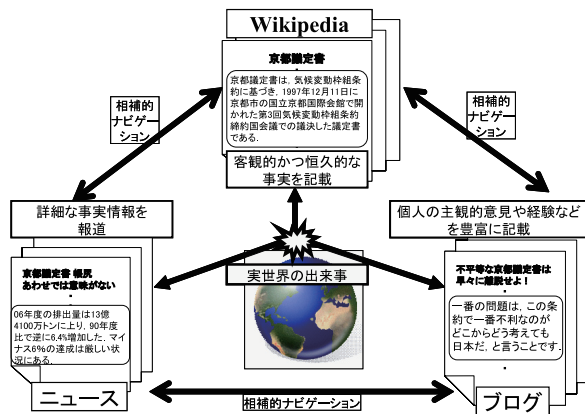 Wikipedia
京都議定書
京都議定書は，気候変動枠組条
約に基づき，1997年12月11日に
京都市の国立京都国際会館で開
かれた第3回気候変動枠組条約
締約国会議での議決した議定書
である．
客観的かつ恒久的な
事実を記載
相補的
ナビゲー
ション
相補的
ナビゲー
ション
詳細な事実情報を
報道
京都議定書 帳尻
あわせでは意味がない
06年度の排出量は13億
4100万トンに上り，90年度
比で逆に6.4%増加した．マイ
ナス6%の達成は厳しい状
況にある．
ニュース
実世界の出来事
個人の主観的意見や経験など
を豊富に記載
不平等な京都議定書は
早々に離脱せよ！
一番の問題は，この条
約で一番不利なのが
どこからどう考えても
日本だ，と言うことです．
ブログ
相補的ナビゲーション